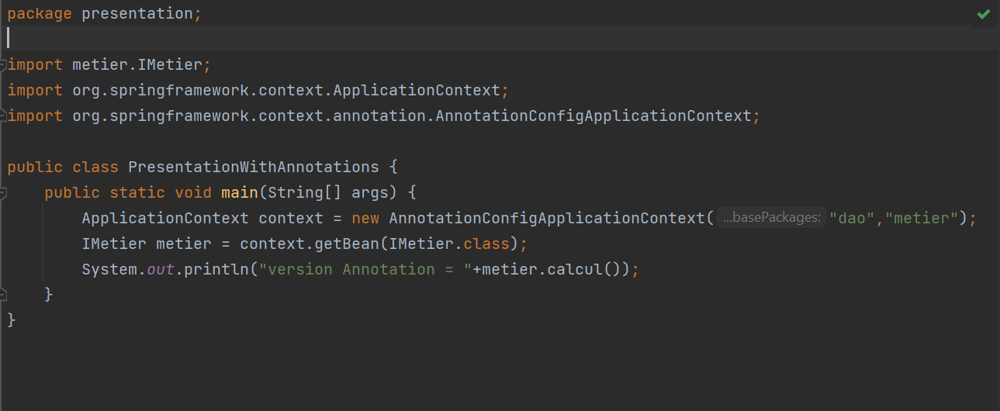 package presentation;
import metier.IMetier;
import org.springframework.context.ApplicationContext;
import org.springframework.context.annotation.AnnotationConfigApplicationContext;
public class PresentationWithAnnotations {
    public static void main(String[] args) {
        ApplicationContext context = new AnnotationConfigApplicationContext( ...basePackages: "dao","metier");
        IMetier metier = context.getBean(IMetier.class);
        System.out.println("version Annotation = "+metier.calcul());
    }
}